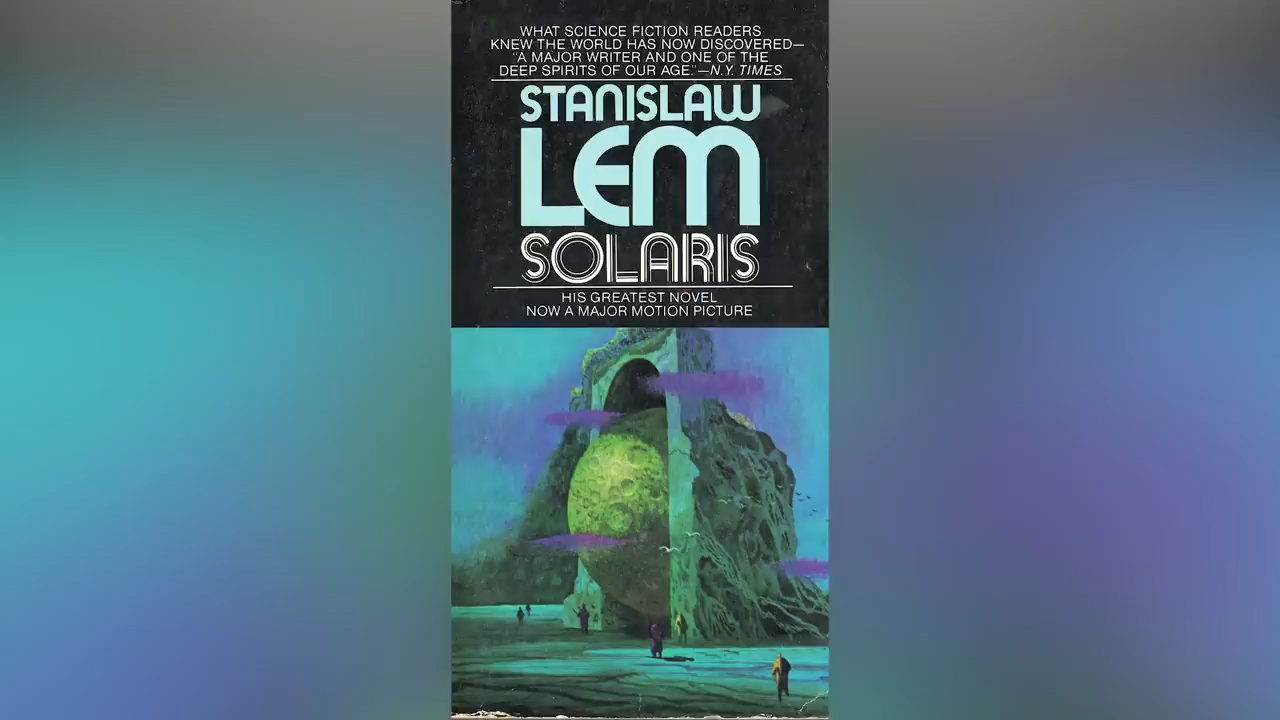 WHAT SCIENCE FICTION READERS
KNEW THE WORLD HAS NOW DISCOVERED—
"A MAJOR WRITER AND ONE OF THE
DEEP SPIRITS OF OUR AGE."—N.Y. TIMES
STANISLAW
LEM
SOLARIS
HIS GREATEST NOVEL
NOW A MAJOR MOTION PICTURE